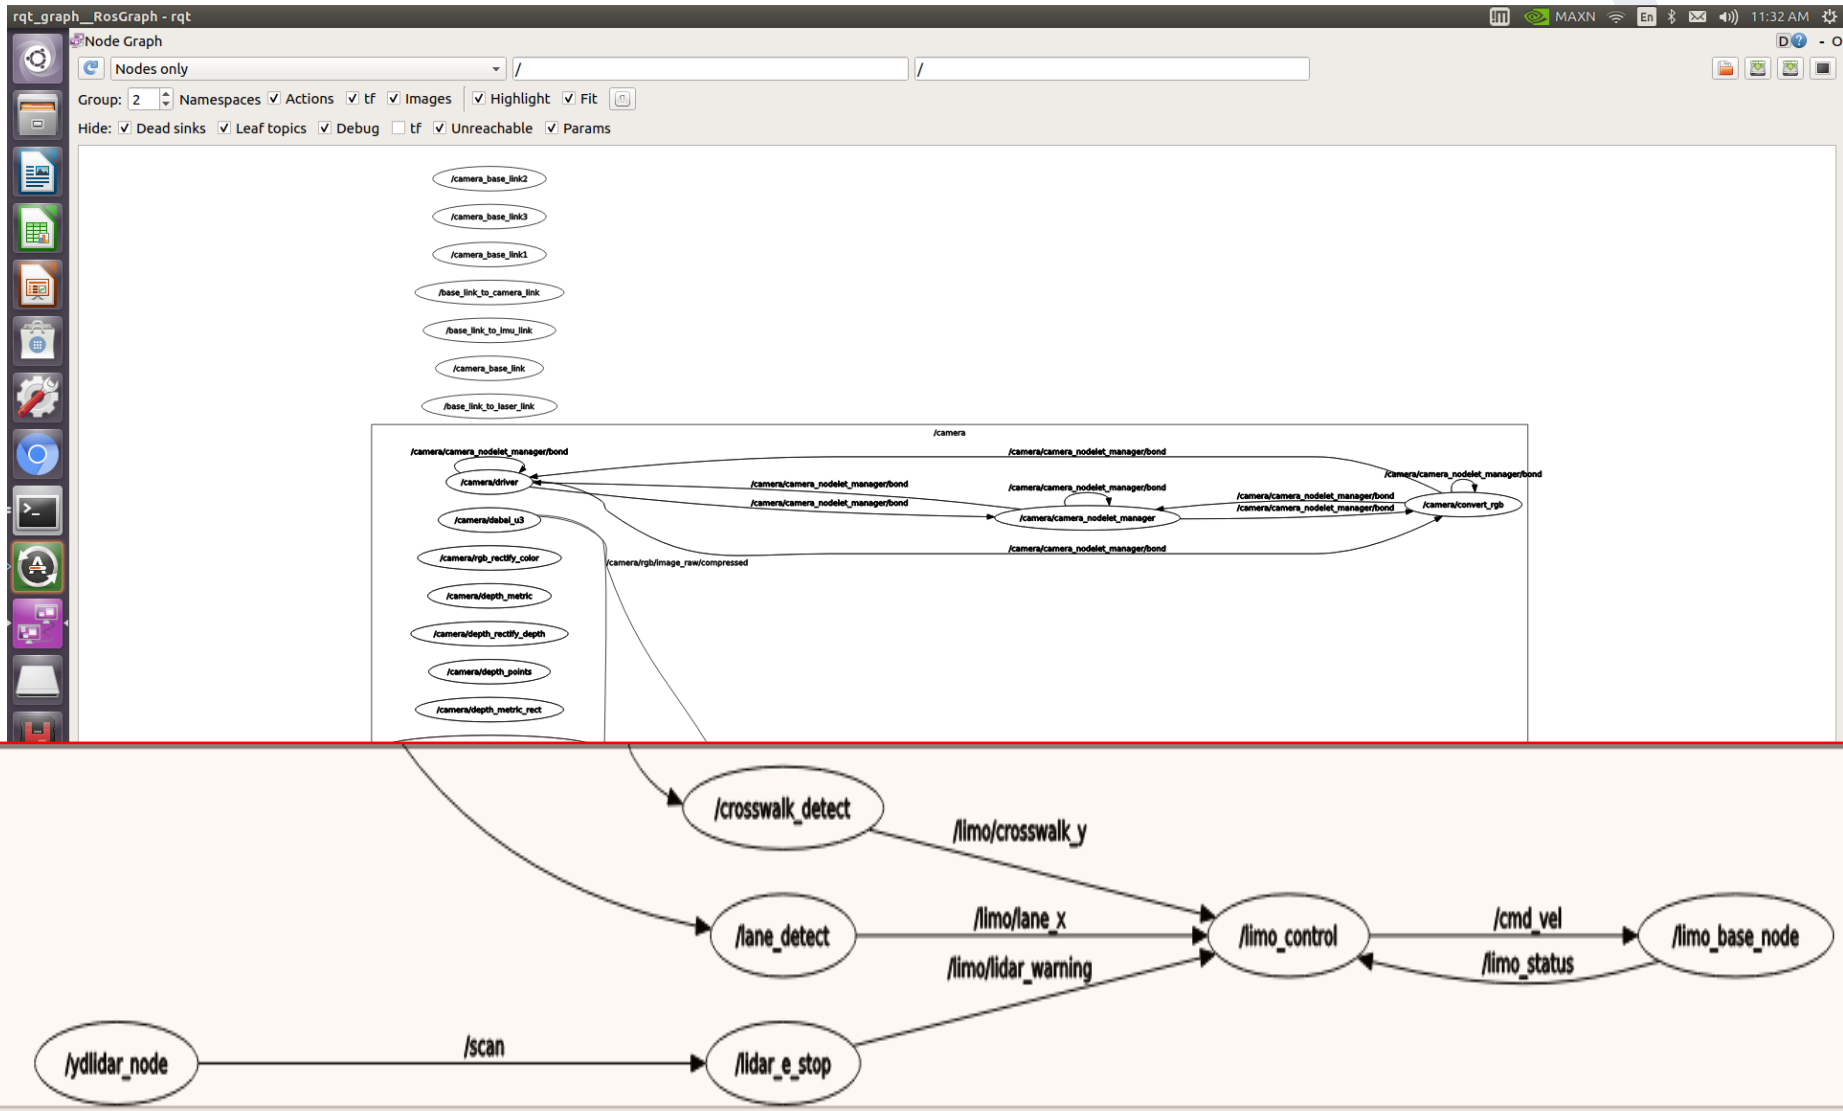 rqt_graph__RosGraph - rqt
MAXN En 11:32 AM
Node Graph
D ? - O
Nodes only / /
Group: 2 Namespaces Actions tf Images Highlight Fit
Hide: Dead sinks Leaf topics Debug tf Unreachable Params
/camera_base_link2
/camera_base_link3
/camera_base_link1
/base_link_to_camera_link
/base_link_to_imu_link
/camera_base_link
/base_link_to_laser_link
/camera
/camera/camera_nodelet_manager/bond
/camera/camera_nodelet_manager/bond
/camera/camera_nodelet_manager/bond
/camera/driver
/camera/camera_nodelet_manager/bond
/camera/camera_nodelet_manager/bond
/camera/camera_nodelet_manager/bond
/camera/camera_nodelet_manager/bond
/camera/camera_nodelet_manager/bond
/camera/convert_rgb
/camera/camera_nodelet_manager
/camera/dabai_u3
/camera/camera_nodelet_manager/bond
/camera/rgb_rectify_color
/camera/rgb/image_raw/compressed
/camera/depth_metric
/camera/depth_rectify_depth
/camera/depth_points
/camera/depth_metric_rect
/crosswalk_detect
/limo/crosswalk_y
/lane_detect
/limo/lane_x
/limo_control
/cmd_vel
/limo_base_node
/limo/lidar_warning
/limo_status
/ydlidar_node
/scan
/lidar_e_stop